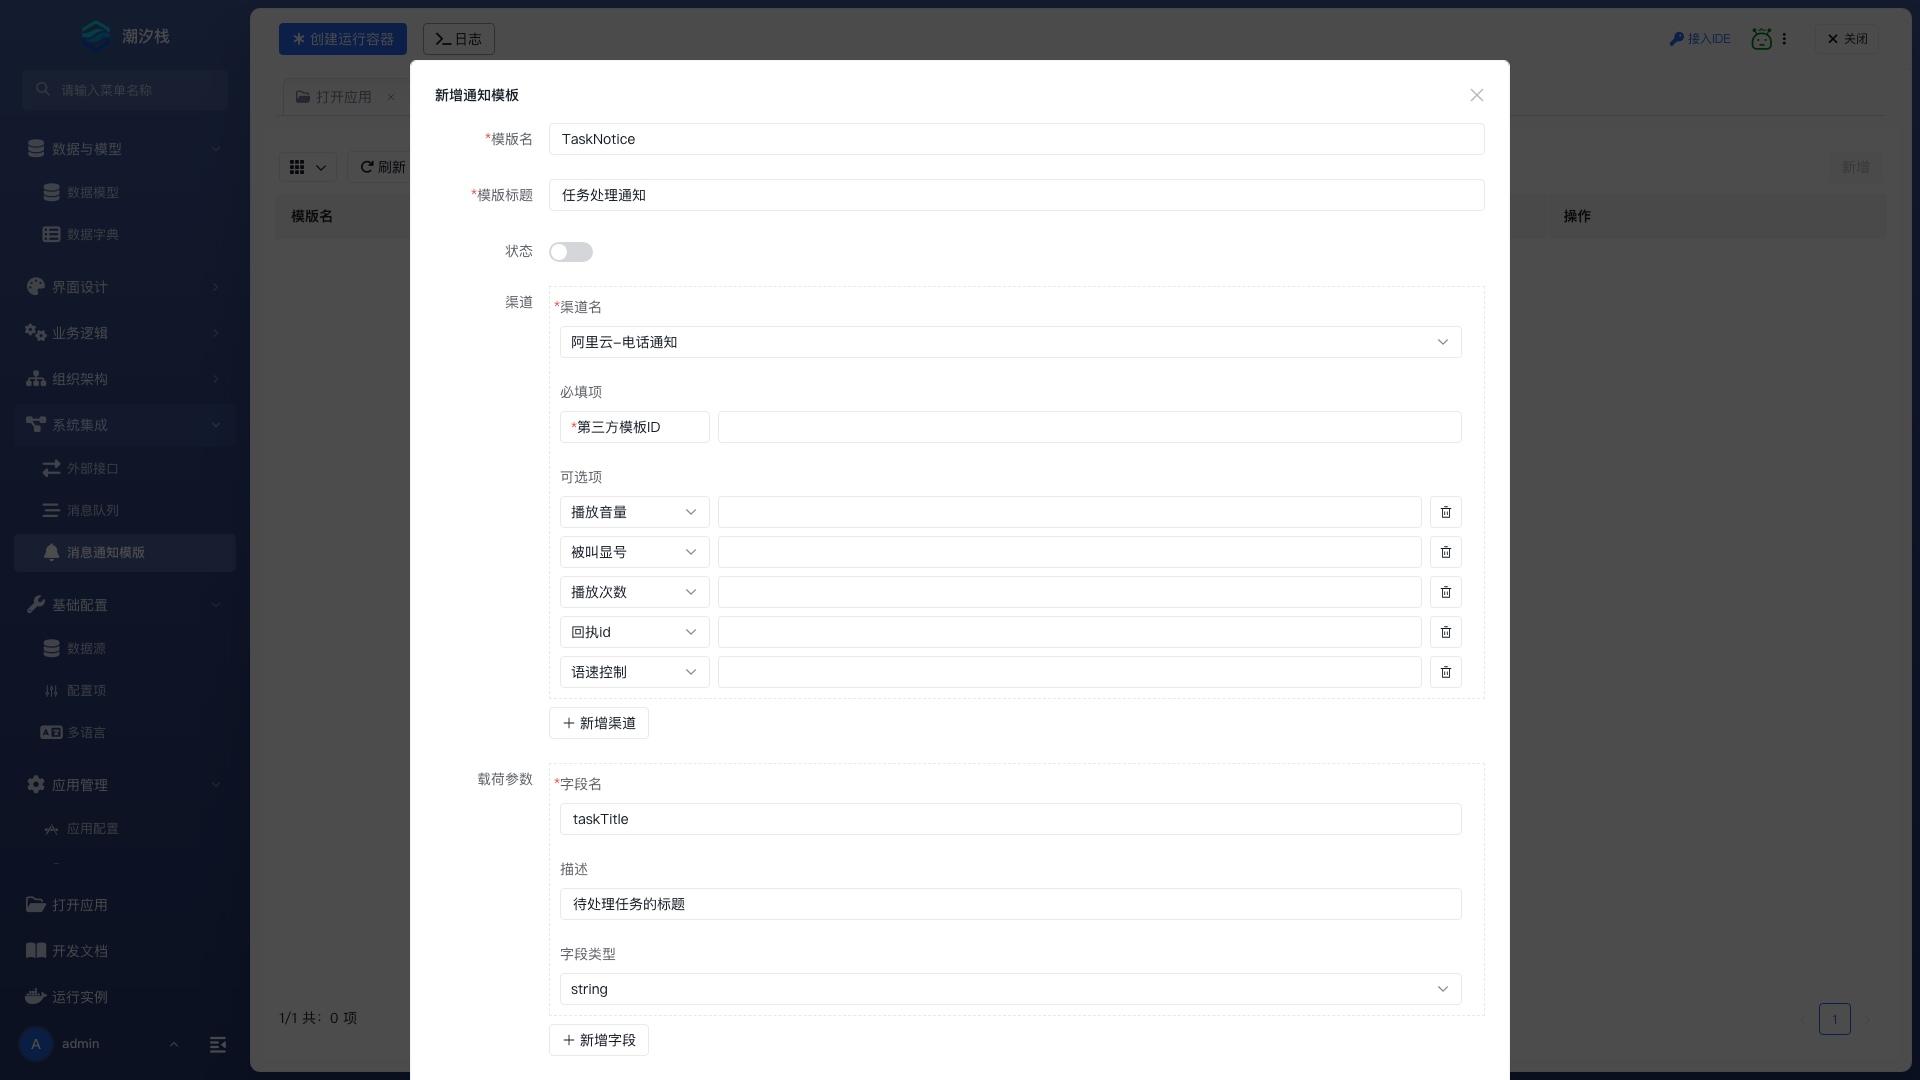 潮汐栈
请输入菜单名称
数据与模型
数据模型
数据字典
界面设计
业务逻辑
组织架构
系统集成
外部接口
消息队列
消息通知模版
基础配置
数据源
配置项
多语言
应用管理
应用配置
打开应用
开发文档
运行实例
A admin
创建运行容器 日志 接入IDE 关闭
打开应用
刷新 新增
模版名 操作
1/1 共：0 项 1
新增通知模板
*模版名 TaskNotice
*模版标题 任务处理通知
状态
渠道 *渠道名
阿里云-电话通知
必填项
*第三方模板ID
可选项
播放音量
被叫显号
播放次数
回执id
语速控制
新增渠道
载荷参数 *字段名
taskTitle
描述
待处理任务的标题
字段类型
string
新增字段